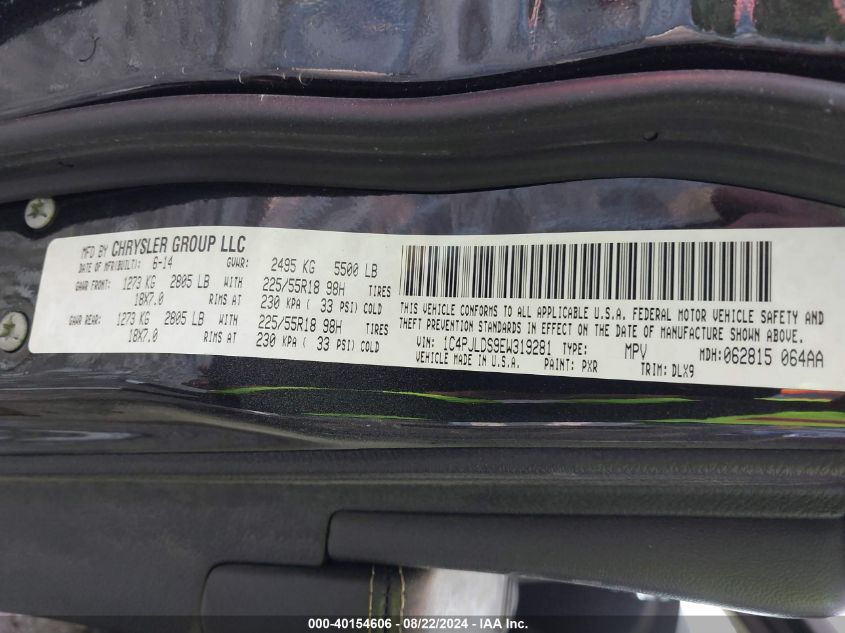 MFD BY CHRYSLER GROUP LLC
DATE OF MFR(BUILT): 6-14 GVWR: 2495 KG 5500 LB
GAWR FRONT: 1273 KG 2805 LB WITH 225/55R18 98H TIRES
18X7.0 RIMS AT 230 KPA ( 33 PSI) COLD
GAWR REAR: 1273 KG 2805 LB WITH 225/55R18 98H TIRES
18X7.0 RIMS AT 230 KPA ( 33 PSI) COLD
THIS VEHICLE CONFORMS TO ALL APPLICABLE U.S.A. FEDERAL MOTOR VEHICLE SAFETY AND
THEFT PREVENTION STANDARDS IN EFFECT ON THE DATE OF MANUFACTURE SHOWN ABOVE.
VIN: 1C4PJLDS9EW319281 TYPE: MPV MDH: 062815 064AA
VEHICLE MADE IN U.S.A. PAINT: PXR TRIM: DLX9
000-40154606 - 08/22/2024 - IAAI.com